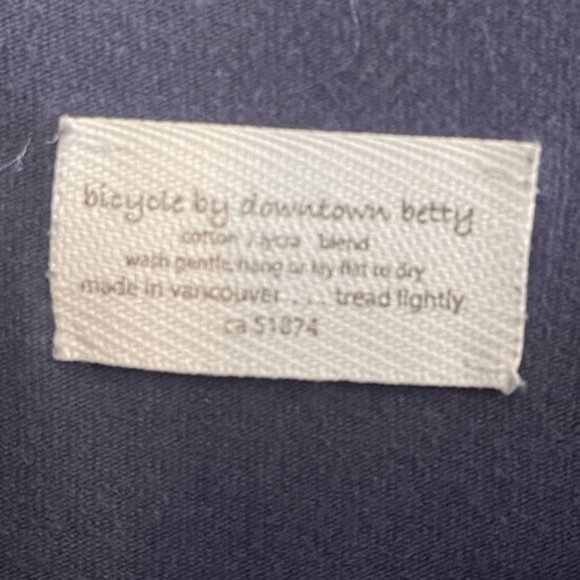 bicycle by downtown betty
cotton / lycra blend
wash gentle hang or lay flat to dry
made in vancouver . . . tread lightly
ca 51874